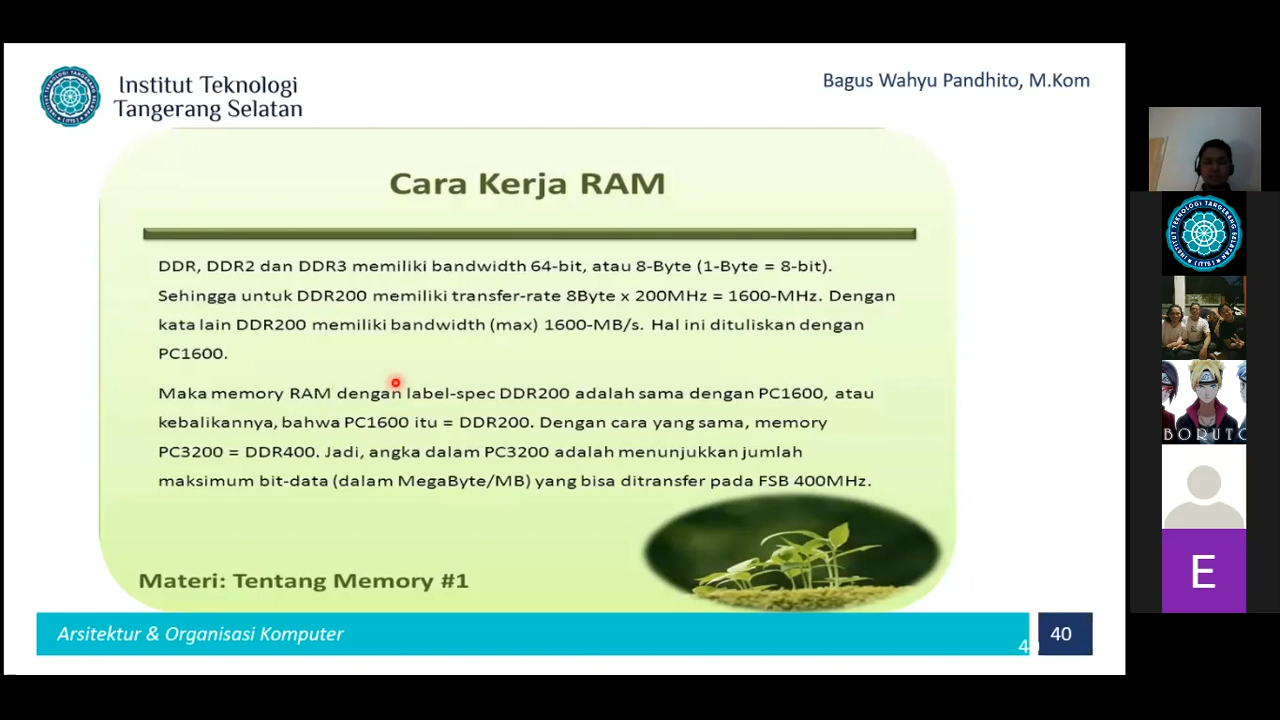 Institut Teknologi
Tangerang Selatan
Bagus Wahyu Pandhito, M.Kom
Cara Kerja RAM
DDR, DDR2 dan DDR3 memiliki bandwidth 64-bit, atau 8-Byte (1-Byte = 8-bit).
Sehingga untuk DDR200 memiliki transfer-rate 8Byte x 200MHz = 1600-MHz. Dengan
kata lain DDR200 memiliki bandwidth (max) 1600-MB/s. Hal ini dituliskan dengan
PC1600.
Maka memory RAM dengan label-spec DDR200 adalah sama dengan PC1600, atau
kebalikannya, bahwa PC1600 itu = DDR200. Dengan cara yang sama, memory
PC3200 = DDR400. Jadi, angka dalam PC3200 adalah menunjukkan jumlah
maksimum bit-data (dalam MegaByte/MB) yang bisa ditransfer pada FSB 400MHz.
Materi: Tentang Memory #1
Arsitektur & Organisasi Komputer
40
INSTITUT TEKNOLOGI TANGERANG SELATAN
BORUTO
E